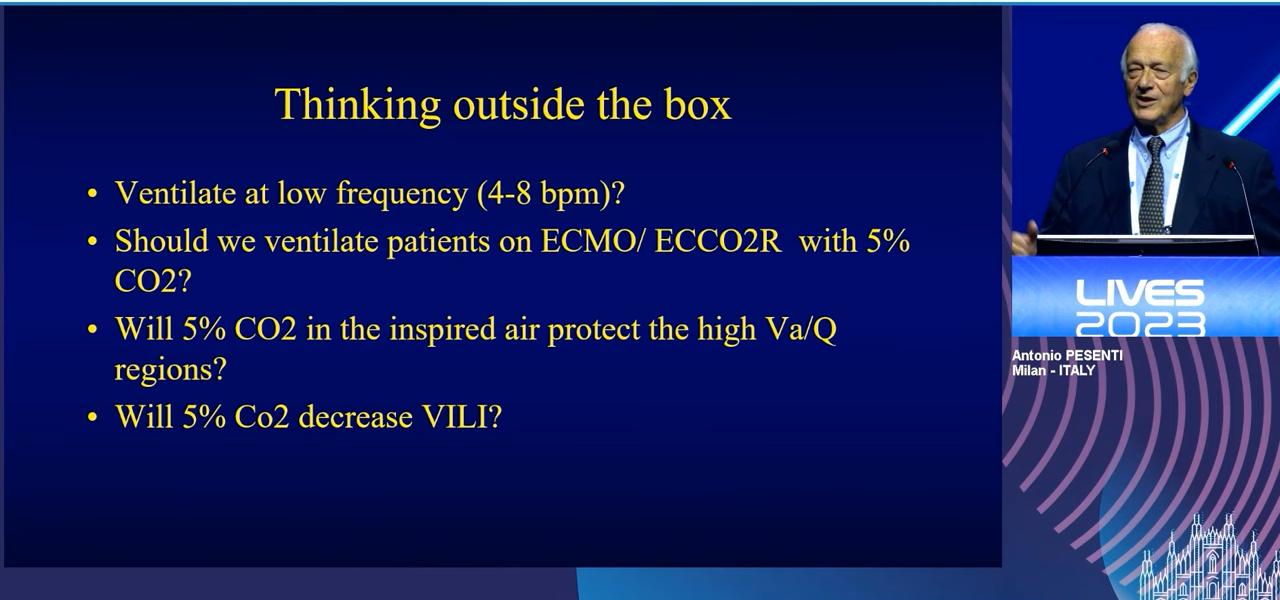 Thinking outside the box
• Ventilate at low frequency (4-8 bpm)?
• Should we ventilate patients on ECMO/ ECCO2R  with 5%
CO2?
• Will 5% CO2 in the inspired air protect the high Va/Q
regions?
• Will 5% Co2 decrease VILI?
LIVES
2023
Antonio PESENTI
Milan - ITALY